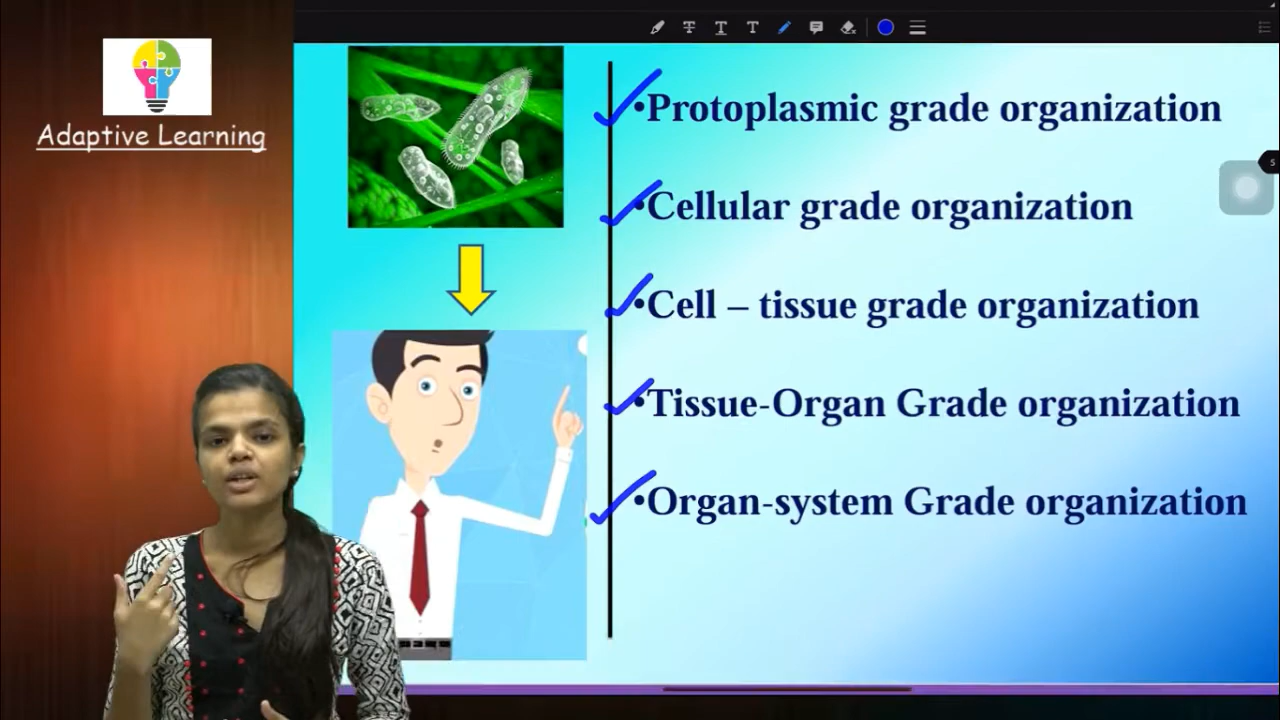 Adaptive Learning
T
T
T
5
•Protoplasmic grade organization
•Cellular grade organization
•Cell – tissue grade organization
•Tissue-Organ Grade organization
•Organ-system Grade organization